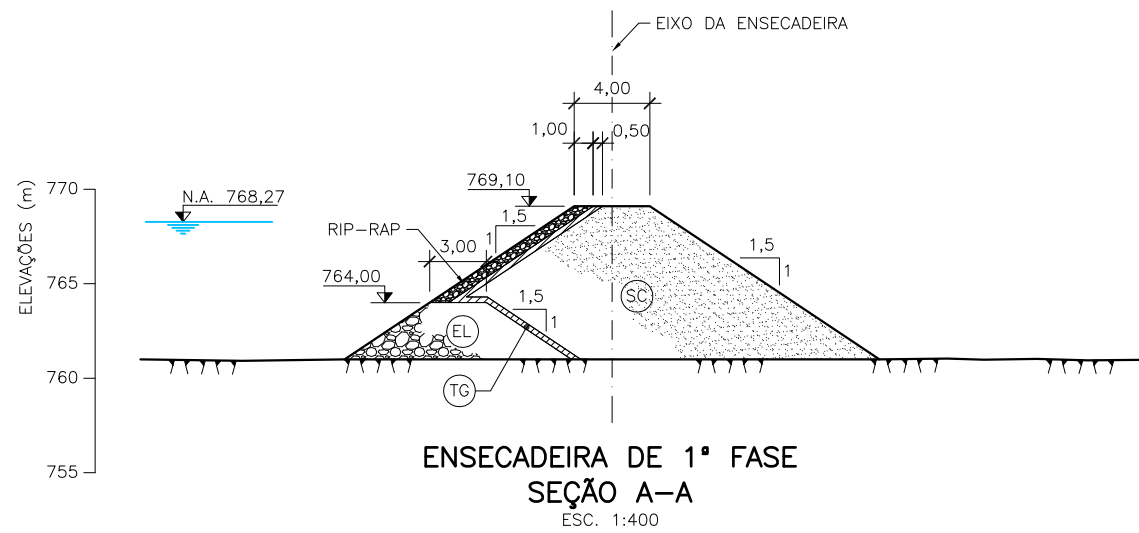 EIXO DA ENSECADEIRA
4,00
1,00
0,50
ELEVAÇÕES (m)
770
765
760
755
N.A. 768,27
769,10
1,5
1
RIP-RAP
3,00
764,00
1,5
1
1,5
1
SC
EL
TG
ENSECADEIRA DE 1ª FASE
SEÇÃO A-A
ESC. 1:400